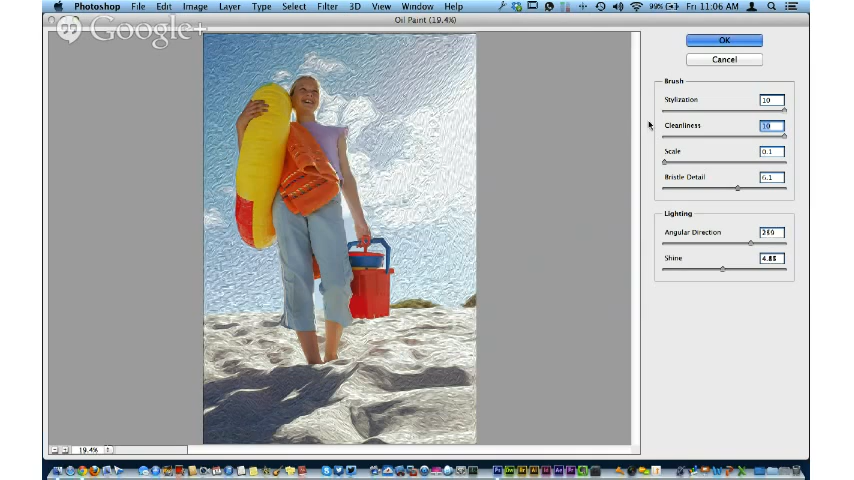 Photoshop File Edit Image Layer Type Select Filter 3D View Window Help 99% Fri 11:06 AM
Oil Paint (19.4%)
Google+
OK
Cancel
Brush
Stylization 10
Cleanliness 10
Scale 0.1
Bristle Detail 6.1
Lighting
Angular Direction
Shine 4.85
19.4%